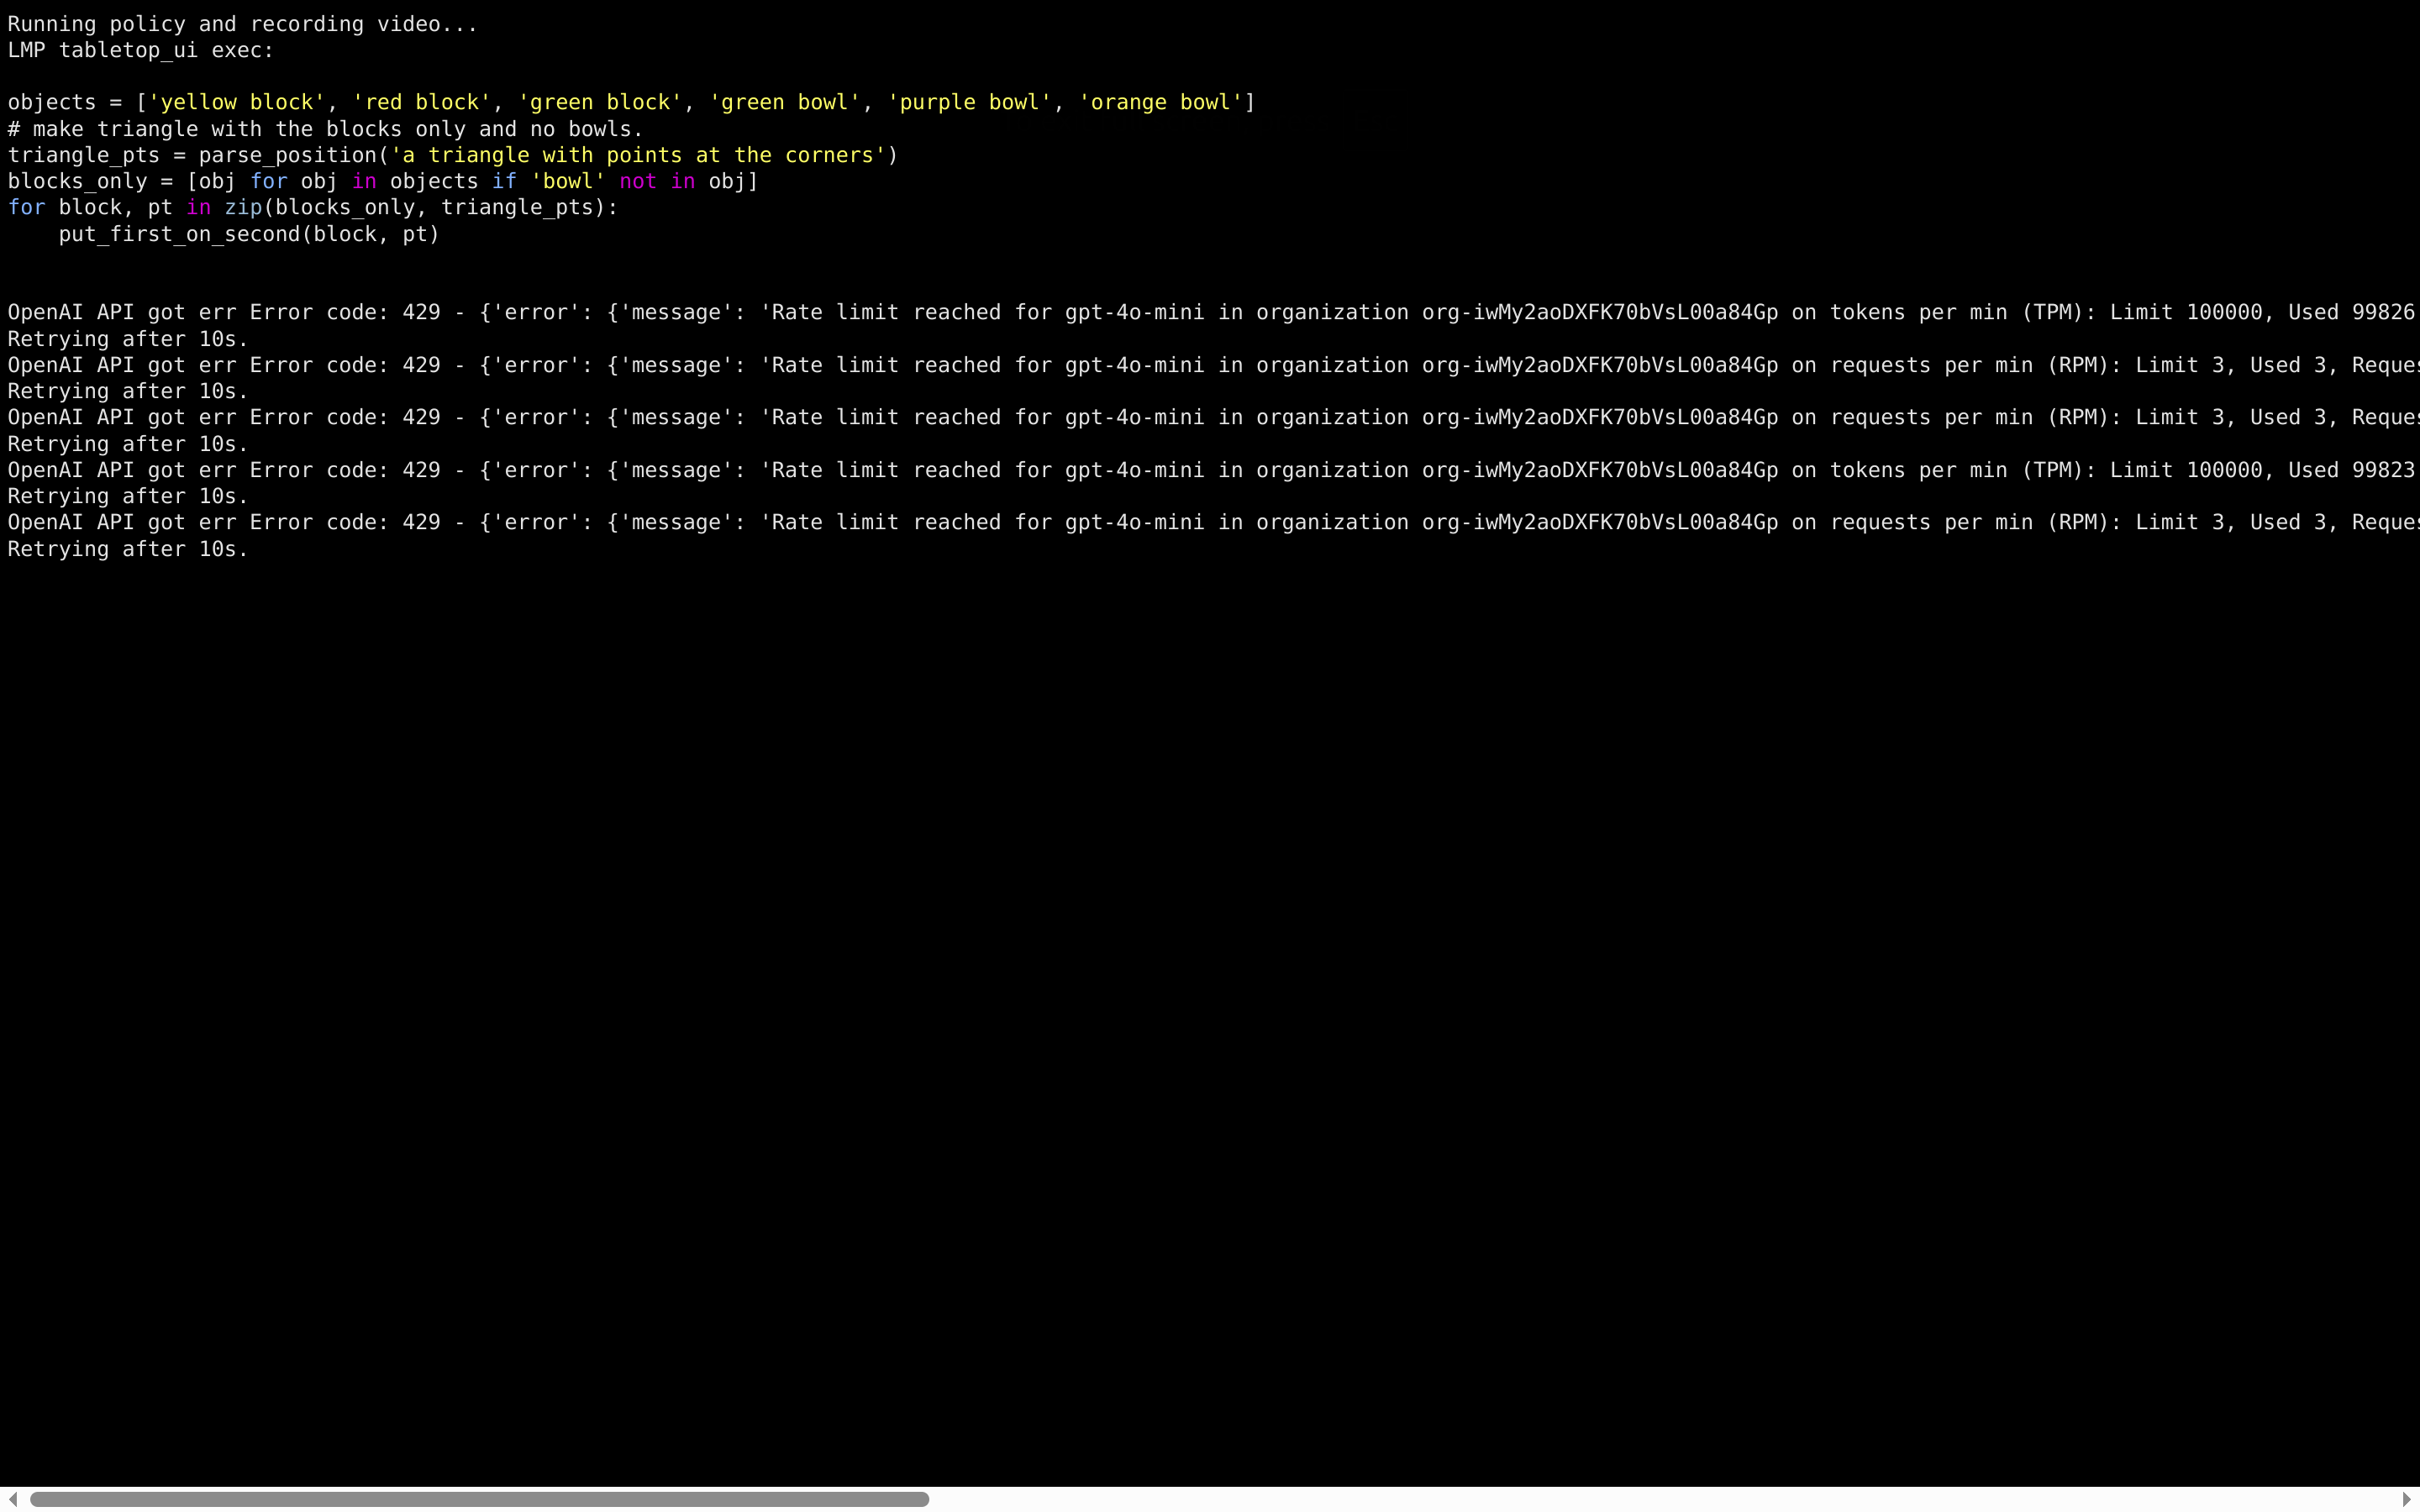 Running policy and recording video...
LMP tabletop_ui exec:
objects = ['yellow block', 'red block', 'green block', 'green bowl', 'purple bowl', 'orange bowl']
# make triangle with the blocks only and no bowls.
triangle_pts = parse_position('a triangle with points at the corners')
blocks_only = [obj for obj in objects if 'bowl' not in obj]
for block, pt in zip(blocks_only, triangle_pts):
    put_first_on_second(block, pt)
OpenAI API got err Error code: 429 - {'error': {'message': 'Rate limit reached for gpt-4o-mini in organization org-iwMy2aoDXFK70bVsL00a84Gp on tokens per min (TPM): Limit 100000, Used 99826
Retrying after 10s.
OpenAI API got err Error code: 429 - {'error': {'message': 'Rate limit reached for gpt-4o-mini in organization org-iwMy2aoDXFK70bVsL00a84Gp on requests per min (RPM): Limit 3, Used 3, Reques
Retrying after 10s.
OpenAI API got err Error code: 429 - {'error': {'message': 'Rate limit reached for gpt-4o-mini in organization org-iwMy2aoDXFK70bVsL00a84Gp on requests per min (RPM): Limit 3, Used 3, Reques
Retrying after 10s.
OpenAI API got err Error code: 429 - {'error': {'message': 'Rate limit reached for gpt-4o-mini in organization org-iwMy2aoDXFK70bVsL00a84Gp on tokens per min (TPM): Limit 100000, Used 99823
Retrying after 10s.
OpenAI API got err Error code: 429 - {'error': {'message': 'Rate limit reached for gpt-4o-mini in organization org-iwMy2aoDXFK70bVsL00a84Gp on requests per min (RPM): Limit 3, Used 3, Reques
Retrying after 10s.